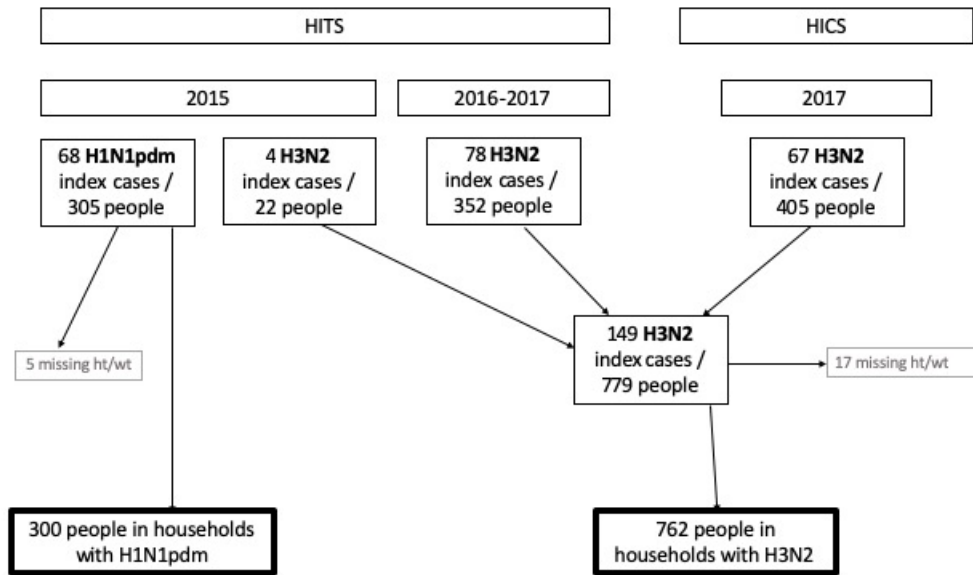 HITS
HICS
2015
2016-2017
2017
68 H1N1pdm
index cases /
305 people
4 H3N2
index cases /
22 people
78 H3N2
index cases /
352 people
67 H3N2
index cases /
405 people
5 missing ht/wt
149 H3N2
index cases /
779 people
17 missing ht/wt
300 people in households
with H1N1pdm
762 people in
households with H3N2